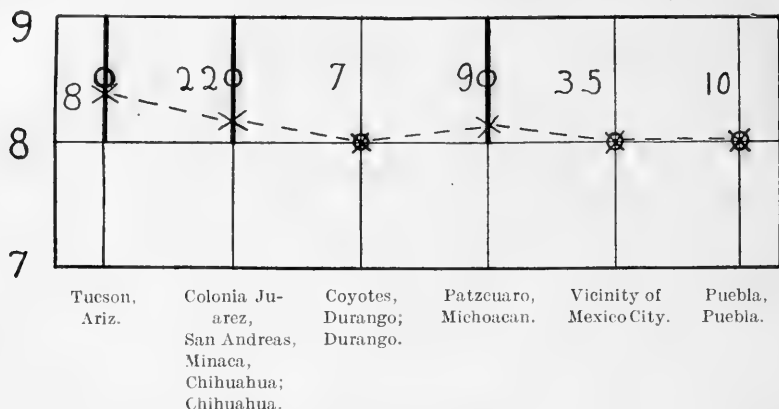 9
8 22 7 9 35 10
8
7
Tucson,
Ariz.
Colonia Ju-
arez,
San Andreas,
Minaca,
Chihuahua;
Chihuahua.
Coyotes,
Durango;
Durango.
Patzcuaro,
Michoacan.
Vicinity of
Mexico City.
Puebla,
Puebla.